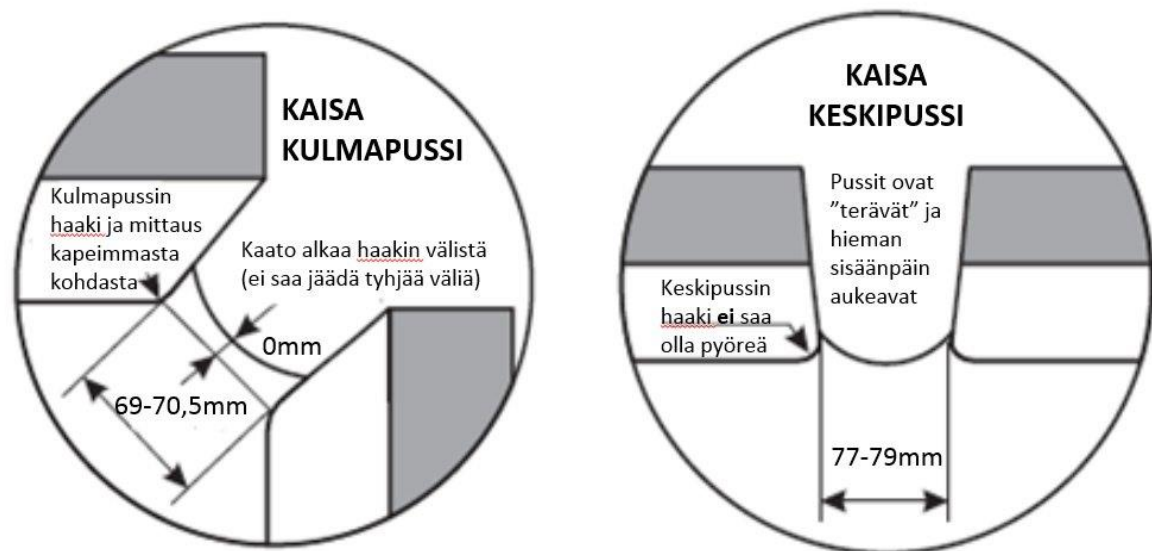 KAISA
KULMAPUSSI
Kulmapussin
haaki ja mittaus
kapeimmasta
kohdasta
Kaato alkaa haakin välistä
(ei saa jäädä tyhjää väliä)
0mm
69-70,5mm
KAISA
KESKIPUSSI
Pussit ovat
”terävät” ja
hieman
sisäänpäin
aukeavat
Keskipussin
haaki ei saa
olla pyöreä
77-79mm